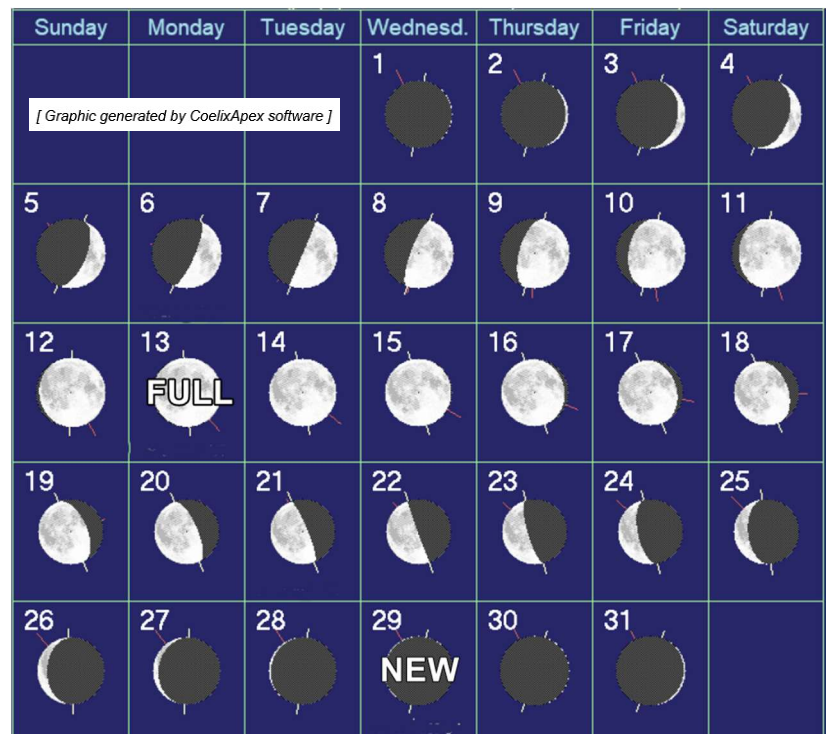 Sunday Monday Tuesday Wednesd. Thursday Friday Saturday
1 2 3 4
[ Graphic generated by CoelixApex software ]
5 6 7 8 9 10 11
12 13 14 15 16 17 18
FULL
19 20 21 22 23 24 25
26 27 28 29 30 31
NEW